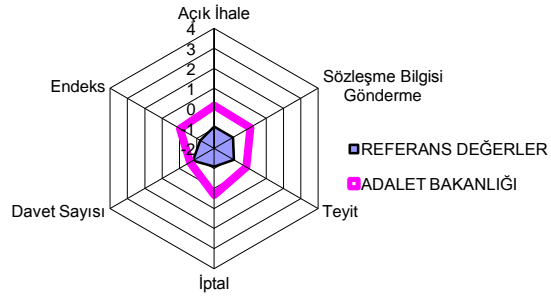 Açık İhale
4
3
2
1
0
-1
-2
Sözleşme Bilgisi
Gönderme
Teyit
İptal
Davet Sayısı
Endeks
REFERANS DEĞERLER
ADALET BAKANLIĞI